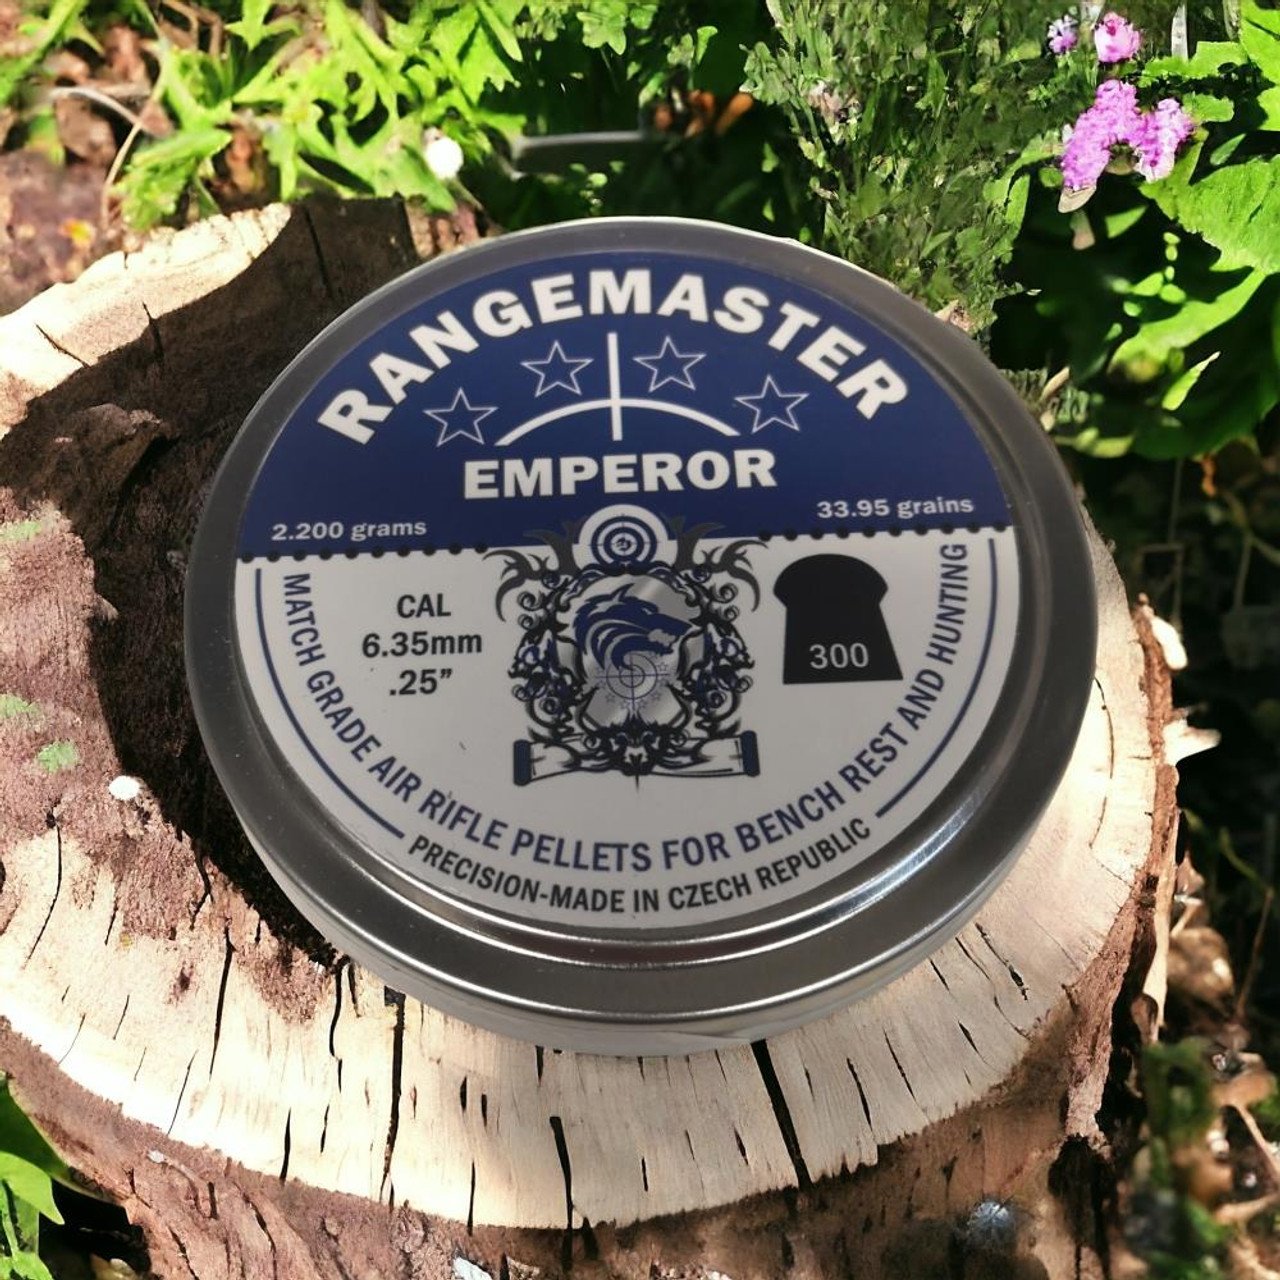 RANGEMASTER
EMPEROR
2.200 grams
33.95 grains
CAL
6.35mm
.25”
300
MATCH GRADE AIR RIFLE PELLETS FOR BENCH REST AND HUNTING
PRECISION-MADE IN CZECH REPUBLIC